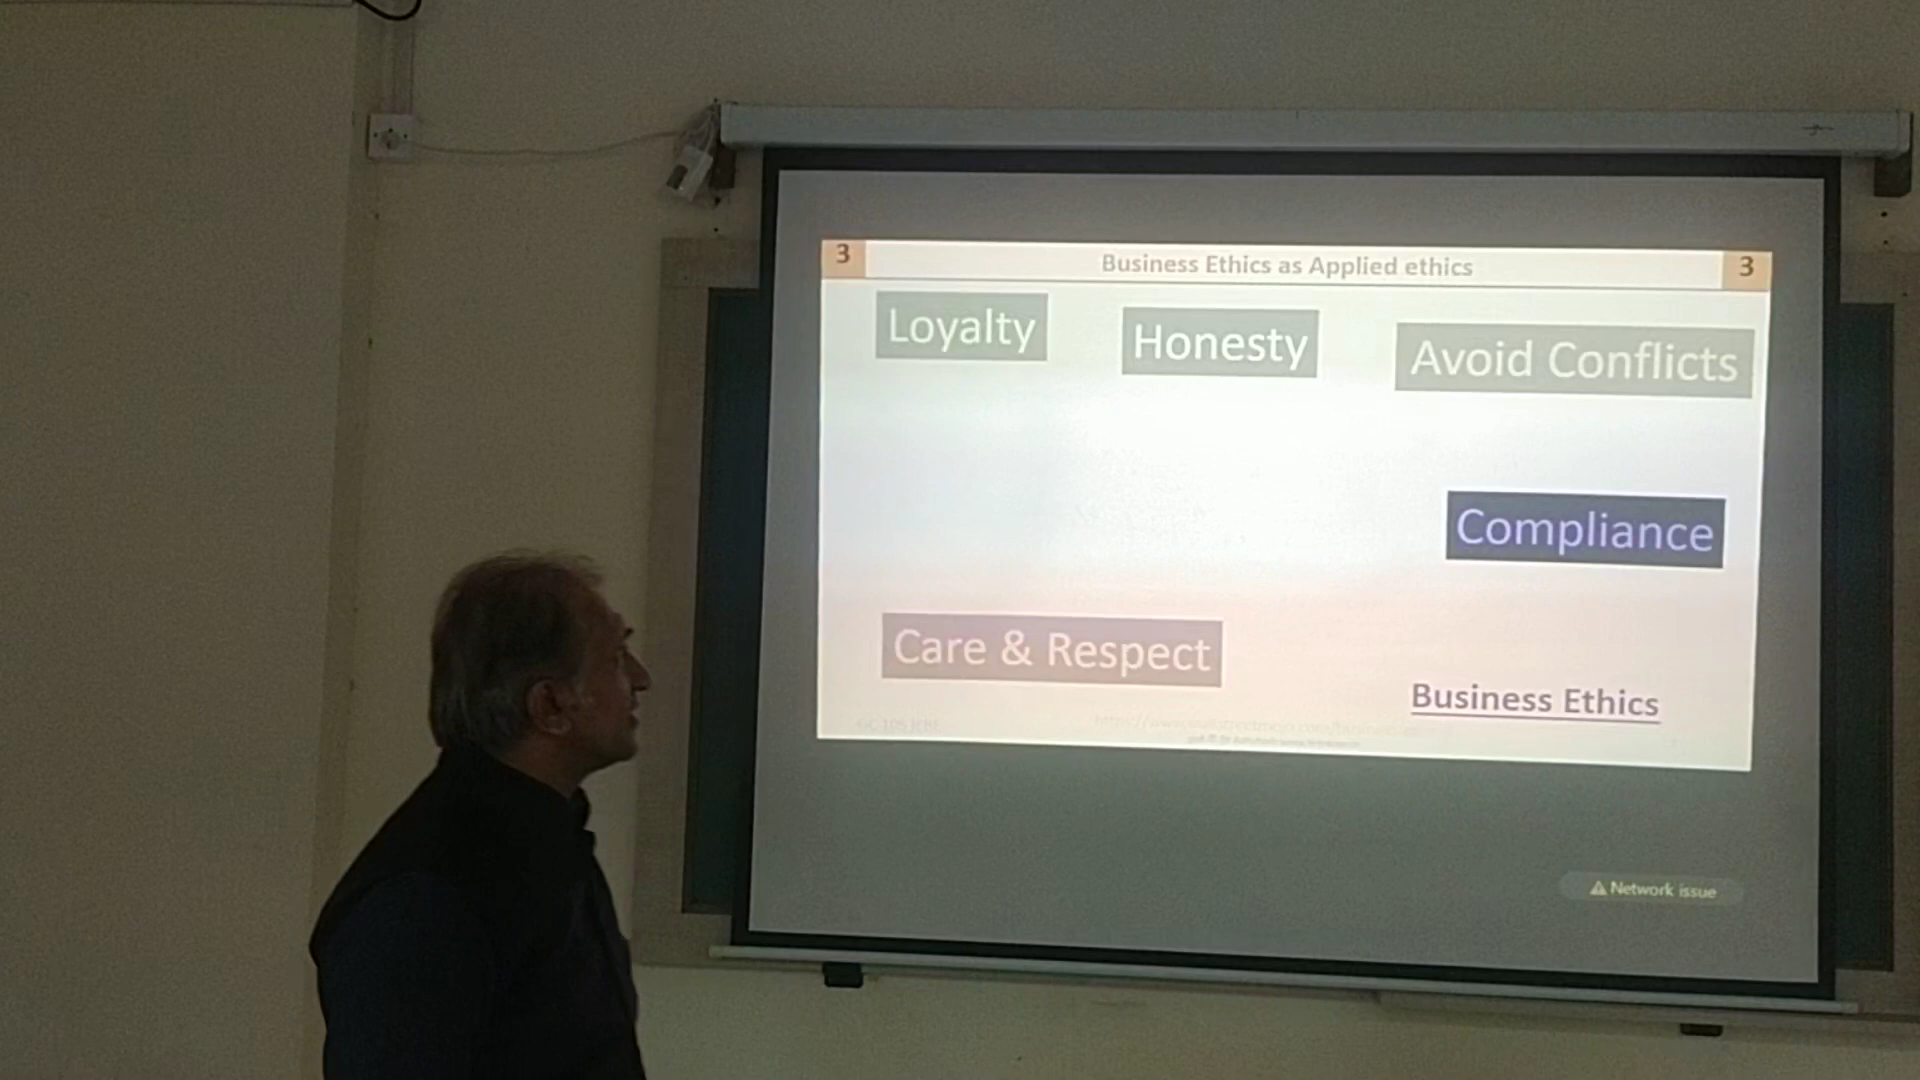 3 Business Ethics as Applied ethics 3
Loyalty
Honesty
Avoid Conflicts
Compliance
Care & Respect
Business Ethics
Network issue